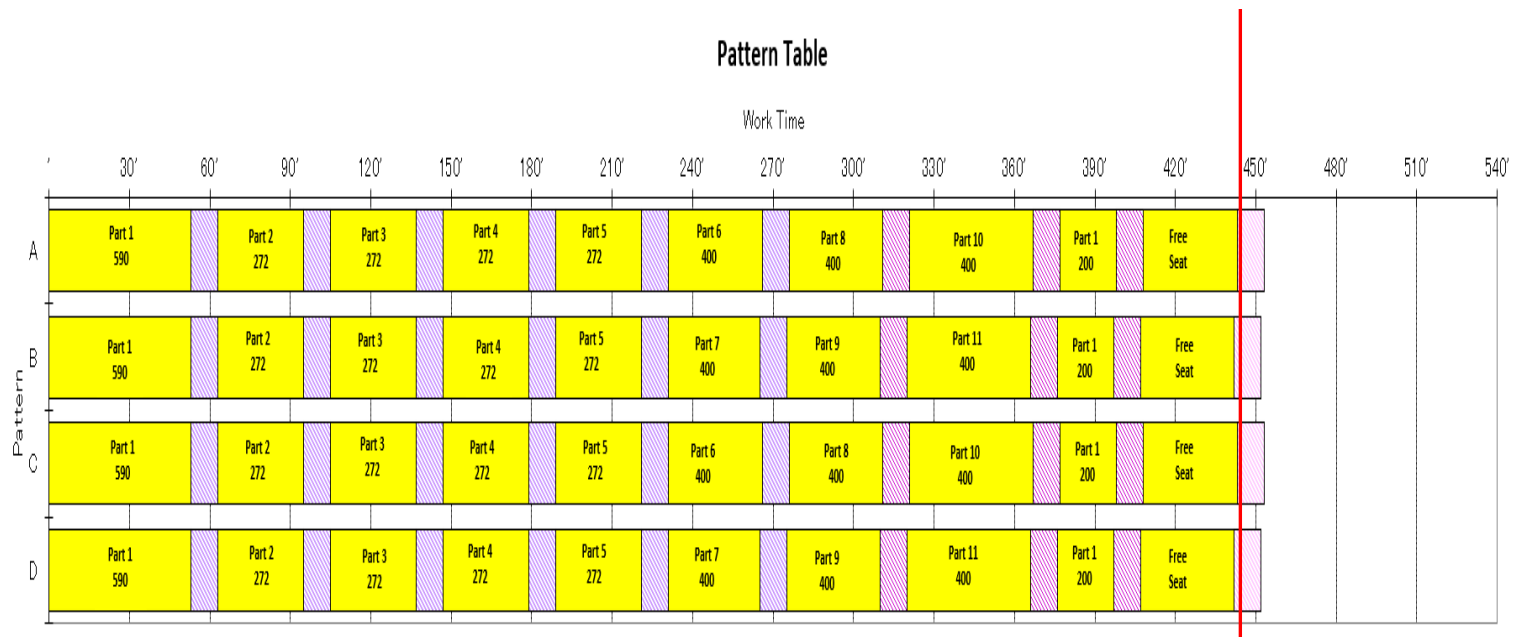 Pattern Table
Work Time
' 30' 60' 90' 120' 150' 180' 210' 240' 270' 300' 330' 360' 390' 420' 450' 480' 510' 540'
Pattern
A
Part 1
590
Part 2
272
Part 3
272
Part 4
272
Part 5
272
Part 6
400
Part 8
400
Part 10
400
Part 1
200
Free
Seat
B
Part 1
590
Part 2
272
Part 3
272
Part 4
272
Part 5
272
Part 7
400
Part 9
400
Part 11
400
Part 1
200
Free
Seat
C
Part 1
590
Part 2
272
Part 3
272
Part 4
272
Part 5
272
Part 6
400
Part 8
400
Part 10
400
Part 1
200
Free
Seat
D
Part 1
590
Part 2
272
Part 3
272
Part 4
272
Part 5
272
Part 7
400
Part 9
400
Part 11
400
Part 1
200
Free
Seat